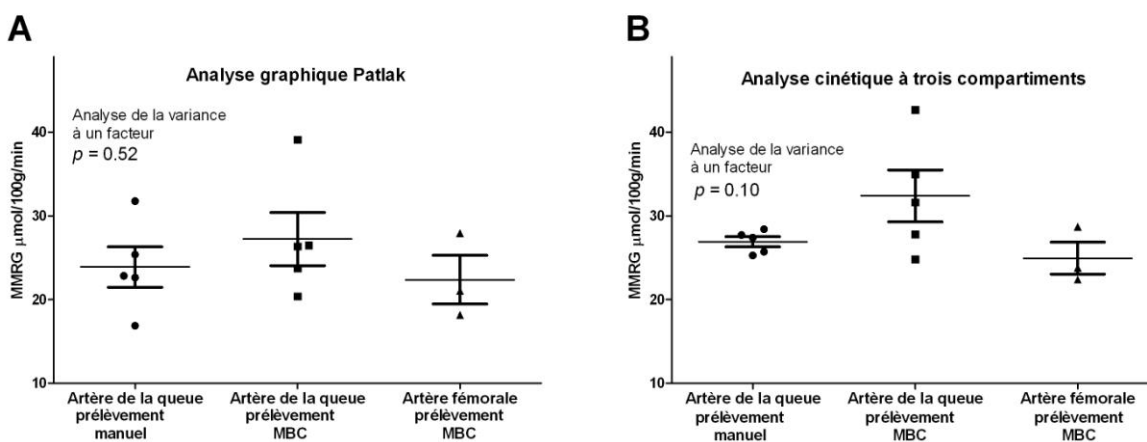 A
Analyse graphique Patlak
Analyse de la variance
à un facteur
p = 0.52
MMRG µmol/100g/min
40
30
20
10
Artère de la queue
prélèvement
manuel
Artère de la queue
prélèvement
MBC
Artère fémorale
prélèvement
MBC
B
Analyse cinétique à trois compartiments
Analyse de la variance
à un facteur
p = 0.10
MMRG µmol/100g/min
40
30
20
10
Artère de la queue
prélèvement
manuel
Artère de la queue
prélèvement
MBC
Artère fémorale
prélèvement
MBC